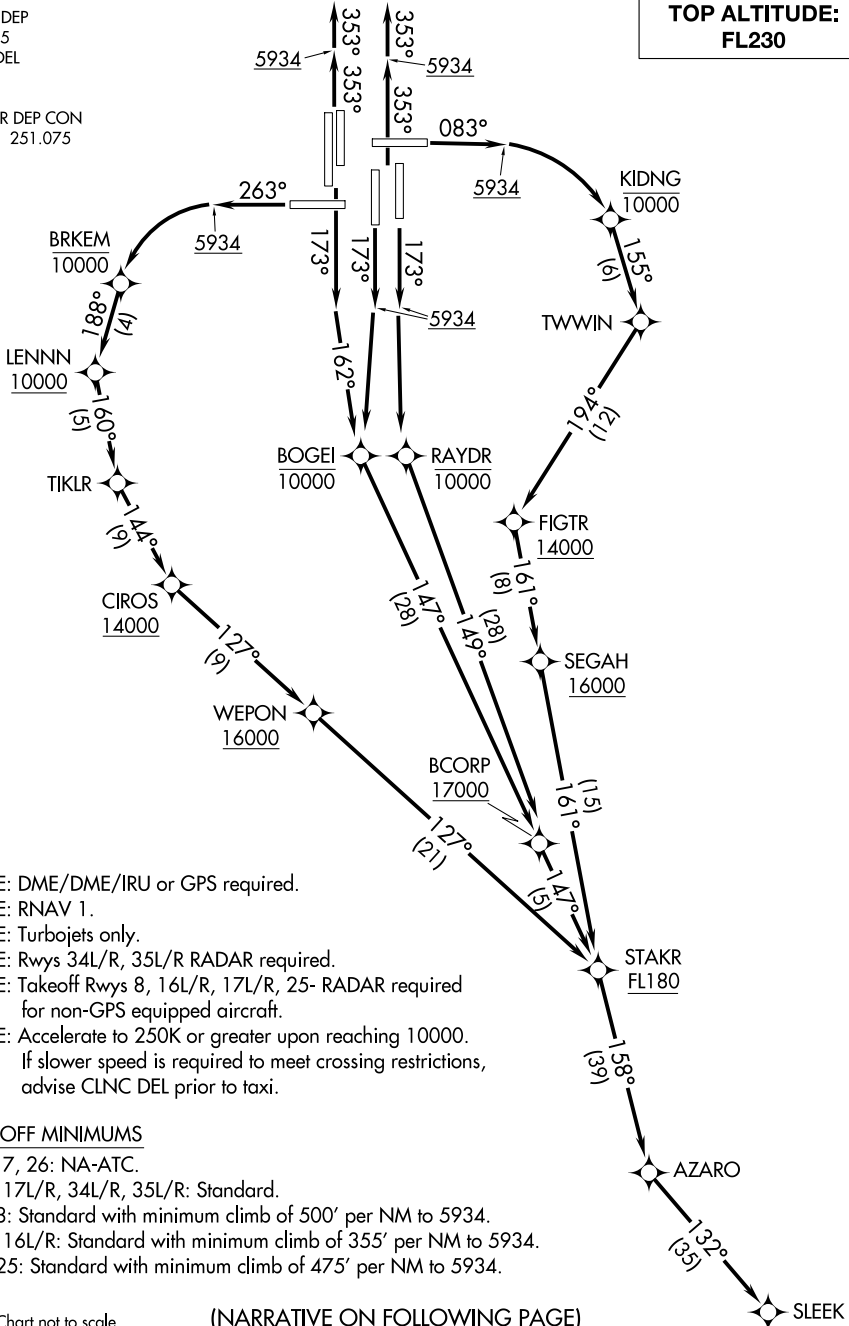 DEP
5
DEL
R DEP CON
251.075
TOP ALTITUDE:
FL230
353°
353°
5934
5934
353°
353°
083°
5934
KIDNG
10000
263°
5934
BRKEM
10000
173°
173°
173°
155°
(6)
188°
(4)
5934
TWWIN
LENNN
10000
162°
160°
(5)
194°
(12)
BOGEI
10000
RAYDR
10000
TIKLR
FIGTR
14000
144°
(9)
161°
(8)
CIROS
14000
147°
(28)
149°
(28)
127°
(9)
SEGAH
16000
WEPON
16000
BCORP
17000
161°
(15)
127°
(21)
147°
(5)
E: DME/DME/IRU or GPS required.
E: RNAV 1.
E: Turbojets only.
E: Rwys 34L/R, 35L/R RADAR required.
E: Takeoff Rwys 8, 16L/R, 17L/R, 25- RADAR required
for non-GPS equipped aircraft.
E: Accelerate to 250K or greater upon reaching 10000.
If slower speed is required to meet crossing restrictions,
advise CLNC DEL prior to taxi.
STAKR
FL180
158°
(39)
OFF MINIMUMS
7, 26: NA-ATC.
17L/R, 34L/R, 35L/R: Standard.
8: Standard with minimum climb of 500' per NM to 5934.
16L/R: Standard with minimum climb of 355' per NM to 5934.
25: Standard with minimum climb of 475' per NM to 5934.
AZARO
132°
(35)
SLEEK
Chart not to scale
(NARRATIVE ON FOLLOWING PAGE)